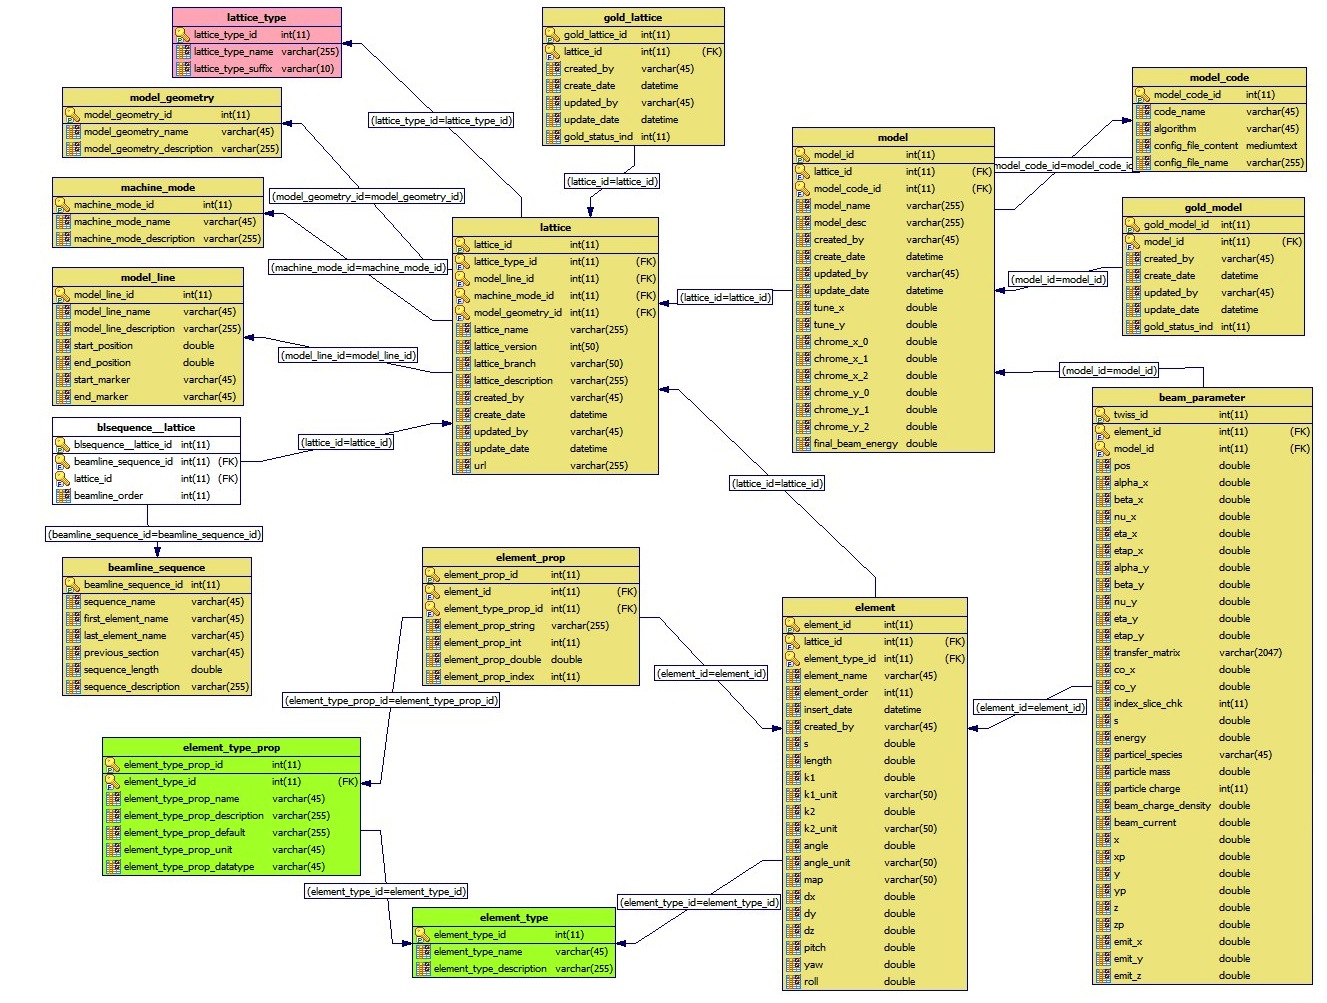 lattice_type
lattice_type_id int(11)
lattice_type_name varchar(255)
lattice_type_suffix varchar(10)
gold_lattice
gold_lattice_id int(11)
lattice_id int(11) (FK)
created_by varchar(45)
create_date datetime
updated_by varchar(45)
update_date datetime
gold_status_ind int(11)
model_geometry
model_geometry_id int(11)
model_geometry_name varchar(45)
model_geometry_description varchar(255)
machine_mode
machine_mode_id int(11)
machine_mode_name varchar(45)
machine_mode_description varchar(255)
model_line
model_line_id int(11)
model_line_name varchar(45)
model_line_description varchar(255)
start_position double
end_position double
start_marker varchar(45)
end_marker varchar(45)
blsequence__lattice
blsequence__lattice_id int(11)
beamline_sequence_id int(11) (FK)
lattice_id int(11) (FK)
beamline_order int(11)
(beamline_sequence_id=beamline_sequence_id)
beamline_sequence
beamline_sequence_id int(11)
sequence_name varchar(45)
first_element_name varchar(45)
last_element_name varchar(45)
previous_section varchar(45)
sequence_length double
sequence_description varchar(255)
(lattice_type_id=lattice_type_id)
(model_geometry_id=model_geometry_id)
(machine_mode_id=machine_mode_id)
(model_line_id=model_line_id)
(lattice_id=lattice_id)
(lattice_id=lattice_id)
lattice
lattice_id int(11)
lattice_type_id int(11) (FK)
model_line_id int(11) (FK)
machine_mode_id int(11) (FK)
model_geometry_id int(11) (FK)
lattice_name varchar(255)
lattice_version int(50)
lattice_branch varchar(50)
lattice_description varchar(255)
created_by varchar(45)
create_date datetime
updated_by varchar(45)
update_date datetime
url varchar(255)
(lattice_id=lattice_id)
model
model_id int(11)
lattice_id int(11) (FK)
model_code_id int(11) (FK)
model_name varchar(255)
model_desc varchar(255)
created_by varchar(45)
create_date datetime
updated_by varchar(45)
update_date datetime
tune_x double
tune_y double
chrome_x_0 double
chrome_x_1 double
chrome_x_2 double
chrome_y_0 double
chrome_y_1 double
chrome_y_2 double
final_beam_energy double
model_code_id=model_code_id
model_code
model_code_id int(11)
code_name varchar(45)
algorithm varchar(45)
config_file_content mediumtext
config_file_name varchar(255)
gold_model
gold_model_id int(11)
model_id int(11) (FK)
created_by varchar(45)
create_date datetime
updated_by varchar(45)
update_date datetime
gold_status_ind int(11)
(model_id=model_id)
(model_id=model_id)
(lattice_id=lattice_id)
beam_parameter
twiss_id int(11)
element_id int(11) (FK)
model_id int(11) (FK)
pos double
alpha_x double
beta_x double
nu_x double
eta_x double
etap_x double
alpha_y double
beta_y double
nu_y double
eta_y double
etap_y double
transfer_matrix varchar(2047)
co_x double
co_y double
index_slice_chk int(11)
s double
energy double
particel_species varchar(45)
particle mass double
particle charge int(11)
beam_charge_density double
beam_current double
x double
xp double
y double
yp double
z double
zp double
emit_x double
emit_y double
emit_z double
element_prop
element_prop_id int(11)
element_id int(11) (FK)
element_type_prop_id int(11) (FK)
element_prop_string varchar(255)
element_prop_int int(11)
element_prop_double double
element_prop_index int(11)
(element_id=element_id)
(element_type_prop_id=element_type_prop_id)
element
element_id int(11)
lattice_id int(11) (FK)
element_type_id int(11) (FK)
element_name varchar(45)
element_order int(11)
insert_date datetime
created_by varchar(45)
s double
length double
k1 double
k1_unit varchar(50)
k2 double
k2_unit varchar(50)
angle double
angle_unit varchar(50)
map varchar(50)
dx double
dy double
dz double
pitch double
yaw double
roll double
(element_id=element_id)
element_type_prop
element_type_prop_id int(11)
element_type_id int(11) (FK)
element_type_prop_name varchar(45)
element_type_prop_description varchar(255)
element_type_prop_default varchar(255)
element_type_prop_unit varchar(45)
element_type_prop_datatype varchar(45)
(element_type_id=element_type_id)
(element_type_id=element_type_id)
element_type
element_type_id int(11)
element_type_name varchar(45)
element_type_description varchar(255)